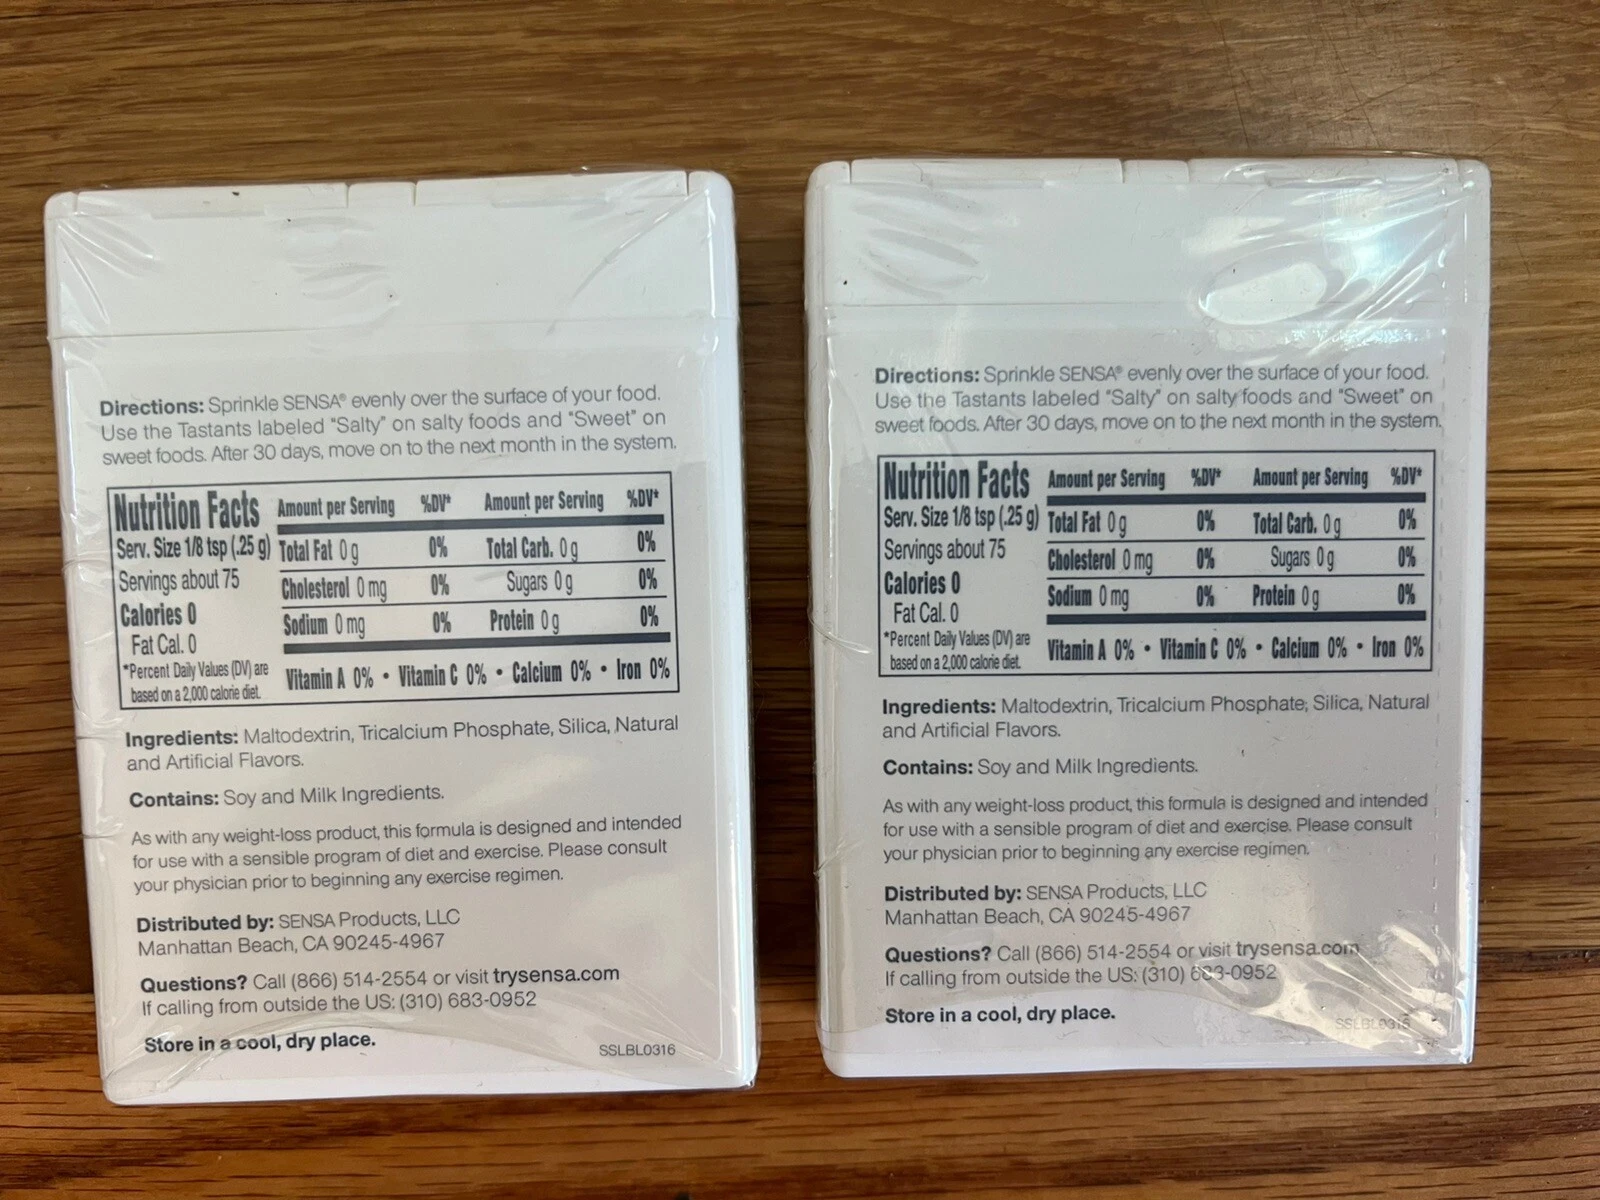 Directions: Sprinkle SENSA® evenly over the surface of your food.
Use the Tastants labeled "Salty" on salty foods and "Sweet" on
sweet foods. After 30 days, move on to the next month in the system.
Nutrition Facts
Serv. Size 1/8 tsp (.25 g)
Servings about 75
Calories 0
Fat Cal. 0
*Percent Daily Values (DV) are
based on a 2,000 calorie diet.
Amount per Serving %DV* Amount per Serving %DV*
Total Fat 0 g 0% Total Carb. 0 g 0%
Cholesterol 0 mg 0% Sugars 0 g 0%
Sodium 0 mg 0% Protein 0 g 0%
Vitamin A 0% • Vitamin C 0% • Calcium 0% • Iron 0%
Ingredients: Maltodextrin, Tricalcium Phosphate, Silica, Natural
and Artificial Flavors.
Contains: Soy and Milk Ingredients.
As with any weight-loss product, this formula is designed and intended
for use with a sensible program of diet and exercise. Please consult
your physician prior to beginning any exercise regimen.
Distributed by: SENSA Products, LLC
Manhattan Beach, CA 90245-4967
Questions? Call (866) 514-2554 or visit trysensa.com
If calling from outside the US: (310) 683-0952
Store in a cool, dry place.
SSLBL0316
Directions: Sprinkle SENSA® evenly over the surface of your food.
Use the Tastants labeled "Salty" on salty foods and "Sweet" on
sweet foods. After 30 days, move on to the next month in the system.
Nutrition Facts
Serv. Size 1/8 tsp (.25 g)
Servings about 75
Calories 0
Fat Cal. 0
*Percent Daily Values (DV) are
based on a 2,000 calorie diet.
Amount per Serving %DV* Amount per Serving %DV*
Total Fat 0 g 0% Total Carb. 0 g 0%
Cholesterol 0 mg 0% Sugars 0 g 0%
Sodium 0 mg 0% Protein 0 g 0%
Vitamin A 0% • Vitamin C 0% • Calcium 0% • Iron 0%
Ingredients: Maltodextrin, Tricalcium Phosphate, Silica, Natural
and Artificial Flavors.
Contains: Soy and Milk Ingredients.
As with any weight-loss product, this formula is designed and intended
for use with a sensible program of diet and exercise. Please consult
your physician prior to beginning any exercise regimen.
Distributed by: SENSA Products, LLC
Manhattan Beach, CA 90245-4967
Questions? Call (866) 514-2554 or visit trysensa.com
If calling from outside the US: (310) 683-0952
Store in a cool, dry place.
SSLBL0315